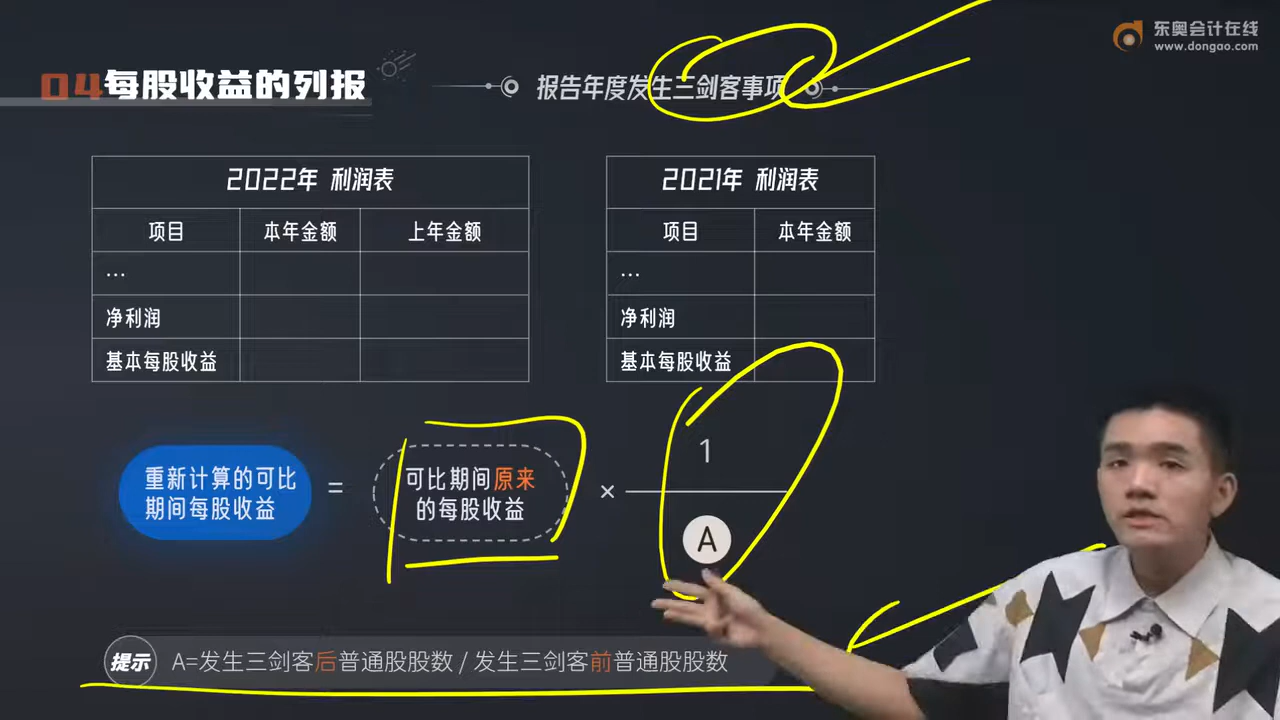 东奥会计在线
www.dongao.com
04每股收益的列报
报告年度发生三剑客事项
2022年 利润表
项目 本年金额 上年金额
...
净利润
基本每股收益
2021年 利润表
项目 本年金额
...
净利润
基本每股收益
重新计算的可比
期间每股收益
=
可比期间原来
的每股收益
×
1
A
提示 A=发生三剑客后普通股股数 / 发生三剑客前普通股股数